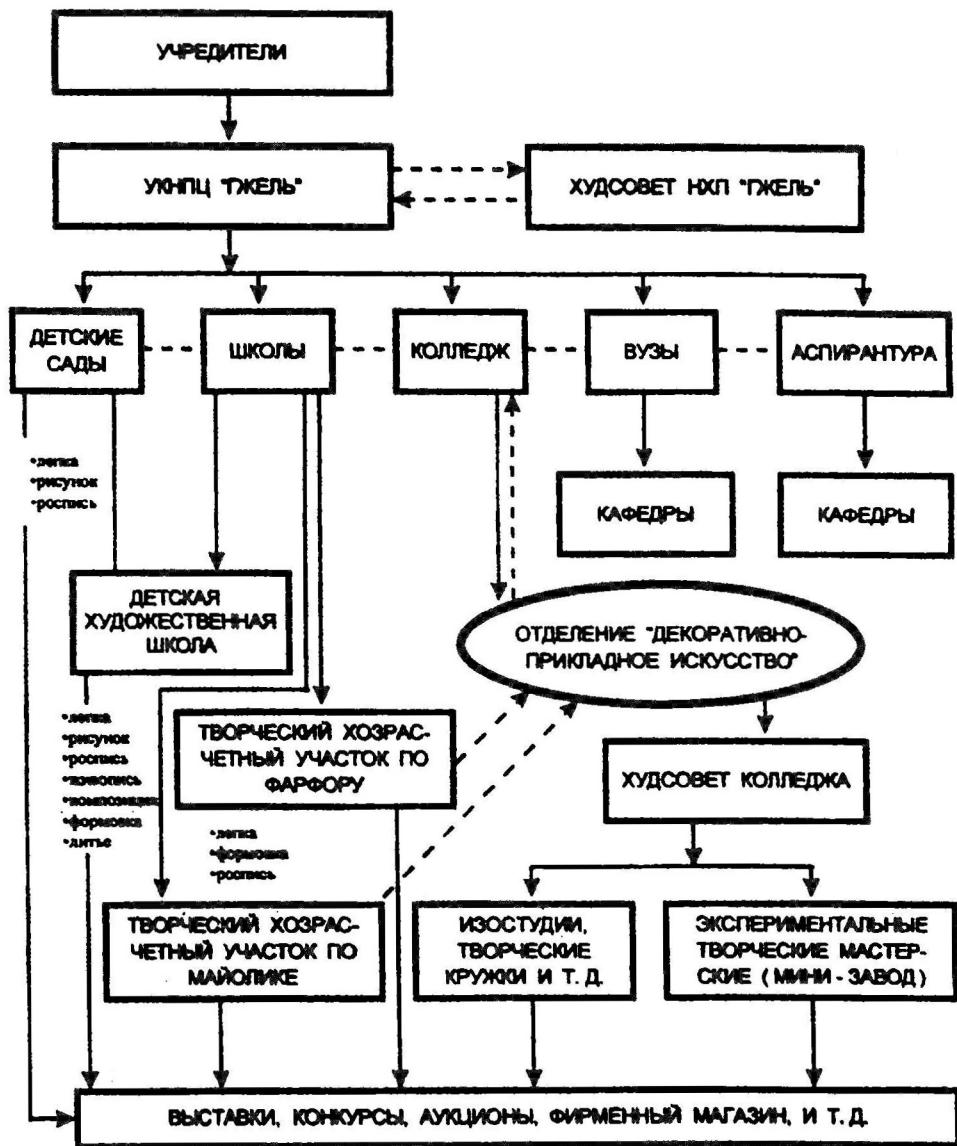 УЧРЕДИТЕЛИ
УКНПЦ "ГЖЕЛЬ"
ХУДСОВЕТ НХП "ГЖЕЛЬ"
ДЕТСКИЕ
САДЫ
ШКОЛЫ
КОЛЛЕДЖ
ВУЗЫ
АСПИРАНТУРА
•лепка
•рисунок
•роспись
КАФЕДРЫ
КАФЕДРЫ
ДЕТСКАЯ
ХУДОЖЕСТВЕННАЯ
ШКОЛА
ОТДЕЛЕНИЕ "ДЕКОРАТИВНО-
ПРИКЛАДНОЕ ИСКУССТВО"
•лепка
•рисунок
•роспись
•живопись
•композиция
•формовка
•литье
ТВОРЧЕСКИЙ ХОЗРАС-
ЧЕТНЫЙ УЧАСТОК ПО
ФАРФОРУ
ХУДСОВЕТ КОЛЛЕДЖА
•лепка
•формовка
•роспись
ТВОРЧЕСКИЙ ХОЗРАС-
ЧЕТНЫЙ УЧАСТОК ПО
МАЙОЛИКЕ
ИЗОСТУДИИ,
ТВОРЧЕСКИЕ
КРУЖКИ И Т. Д.
ЭКСПЕРИМЕНТАЛЬНЫЕ
ТВОРЧЕСКИЕ МАСТЕР-
СКИЕ ( МИНИ - ЗАВОД )
ВЫСТАВКИ, КОНКУРСЫ, АУКЦИОНЫ, ФИРМЕННЫЙ МАГАЗИН, И Т. Д.